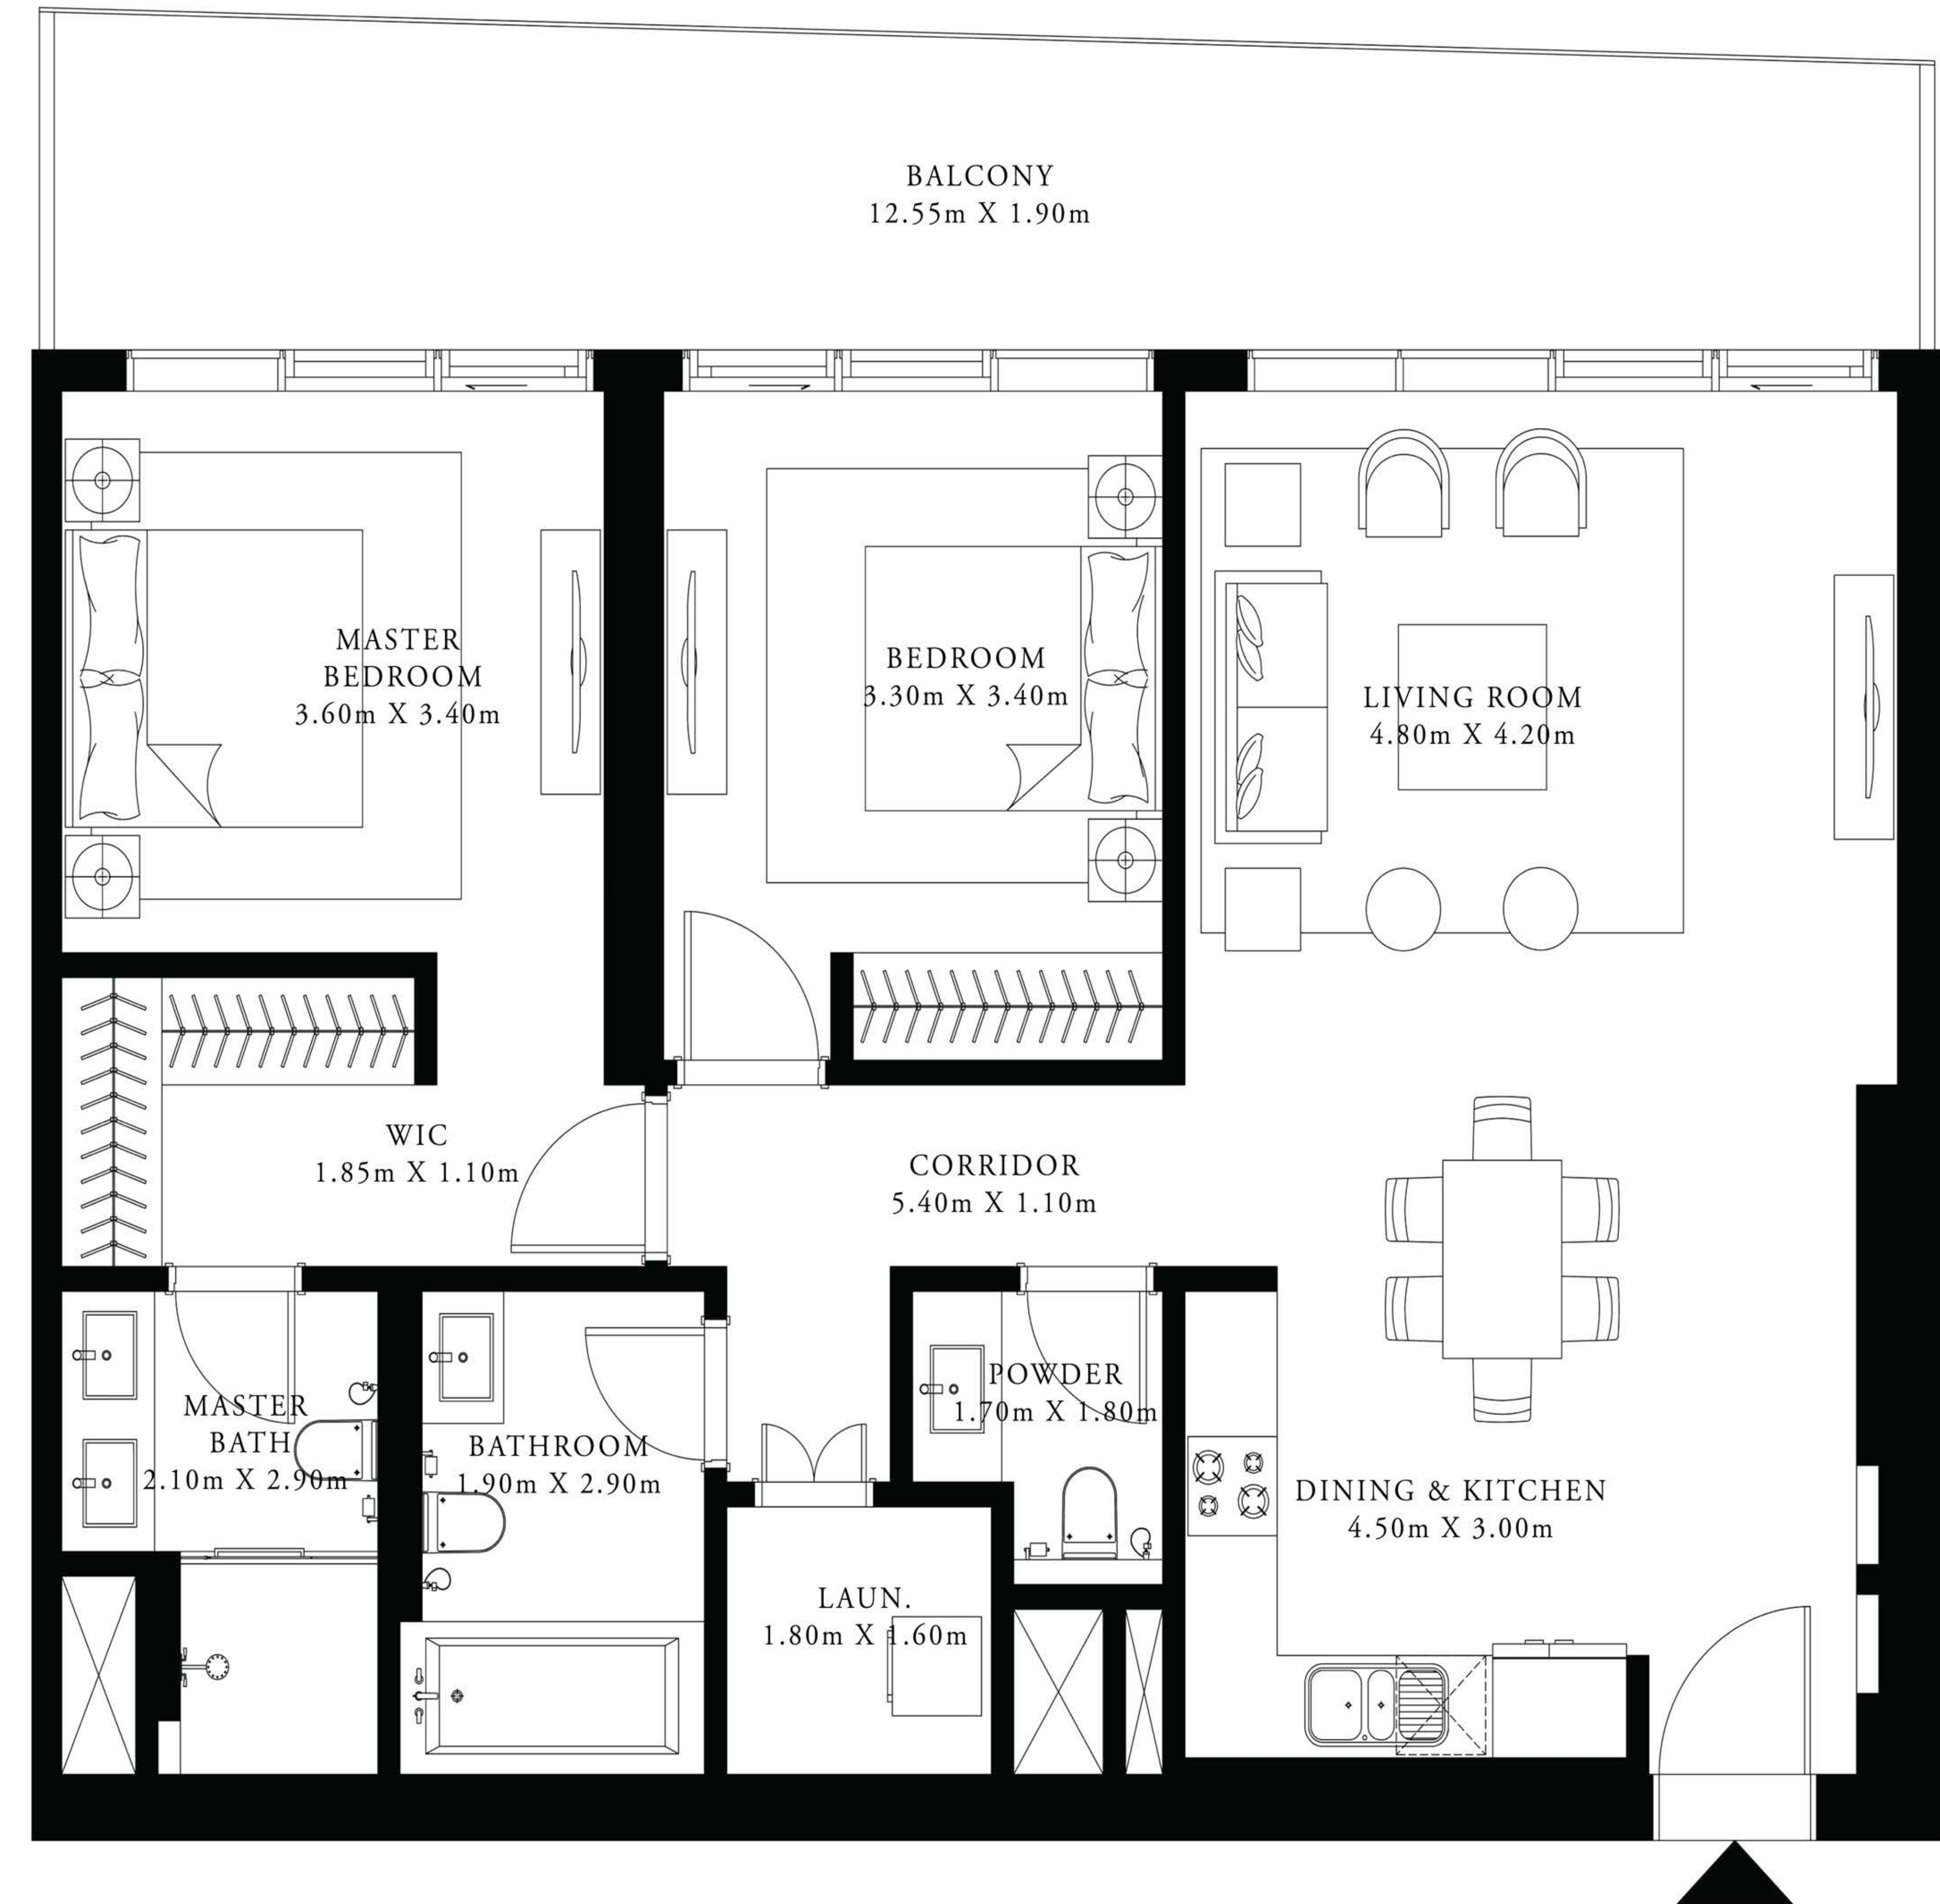 BALCONY
12.55m X 1.90m
MASTER
BEDROOM
3.60m X 3.40m
BEDROOM
3.30m X 3.40m
LIVING ROOM
4.80m X 4.20m
WIC
1.85m X 1.10m
CORRIDOR
5.40m X 1.10m
MASTER
BATH
2.10m X 2.90m
BATHROOM
1.90m X 2.90m
POWDER
1.70m X 1.80m
DINING & KITCHEN
4.50m X 3.00m
LAUN.
1.80m X 1.60m